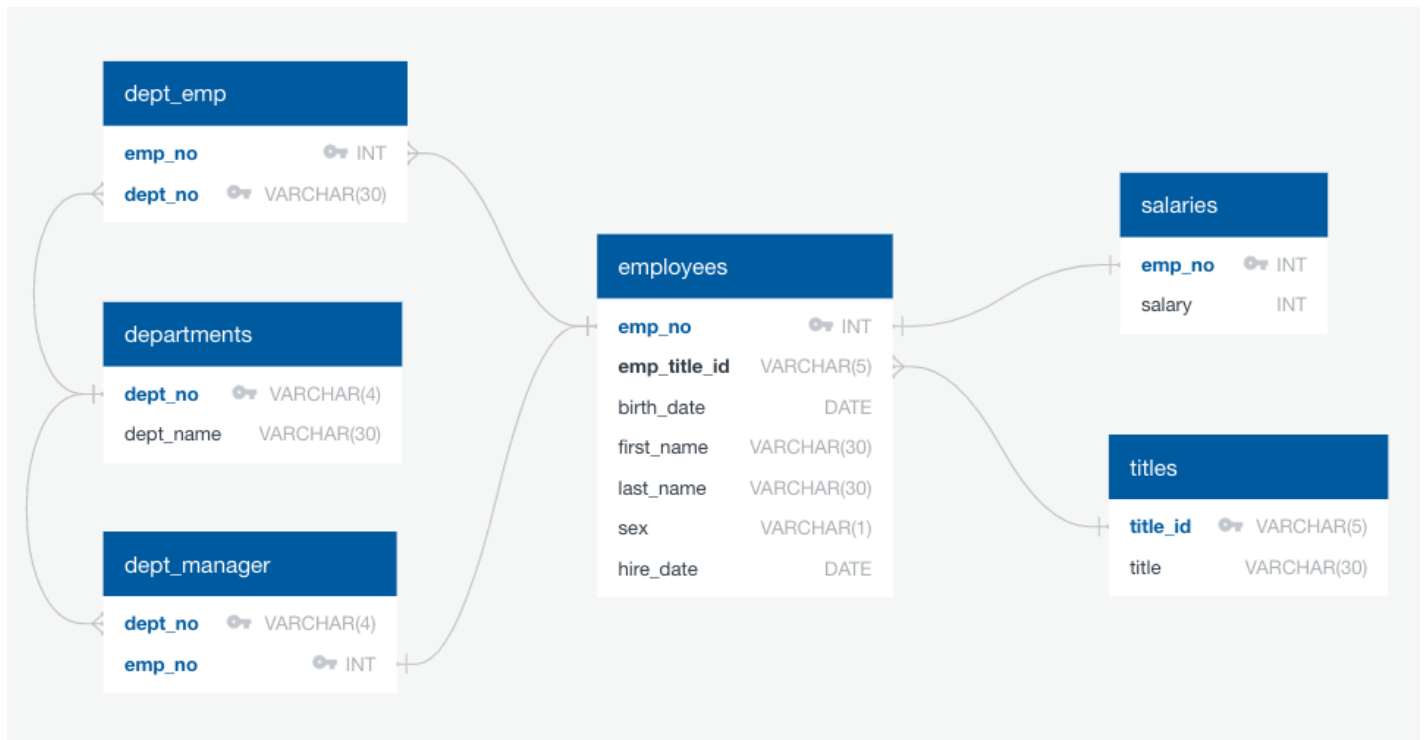 dept_emp
emp_no INT
dept_no VARCHAR(30)
departments
dept_no VARCHAR(4)
dept_name VARCHAR(30)
dept_manager
dept_no VARCHAR(4)
emp_no INT
employees
emp_no INT
emp_title_id VARCHAR(5)
birth_date DATE
first_name VARCHAR(30)
last_name VARCHAR(30)
sex VARCHAR(1)
hire_date DATE
salaries
emp_no INT
salary INT
titles
title_id VARCHAR(5)
title VARCHAR(30)